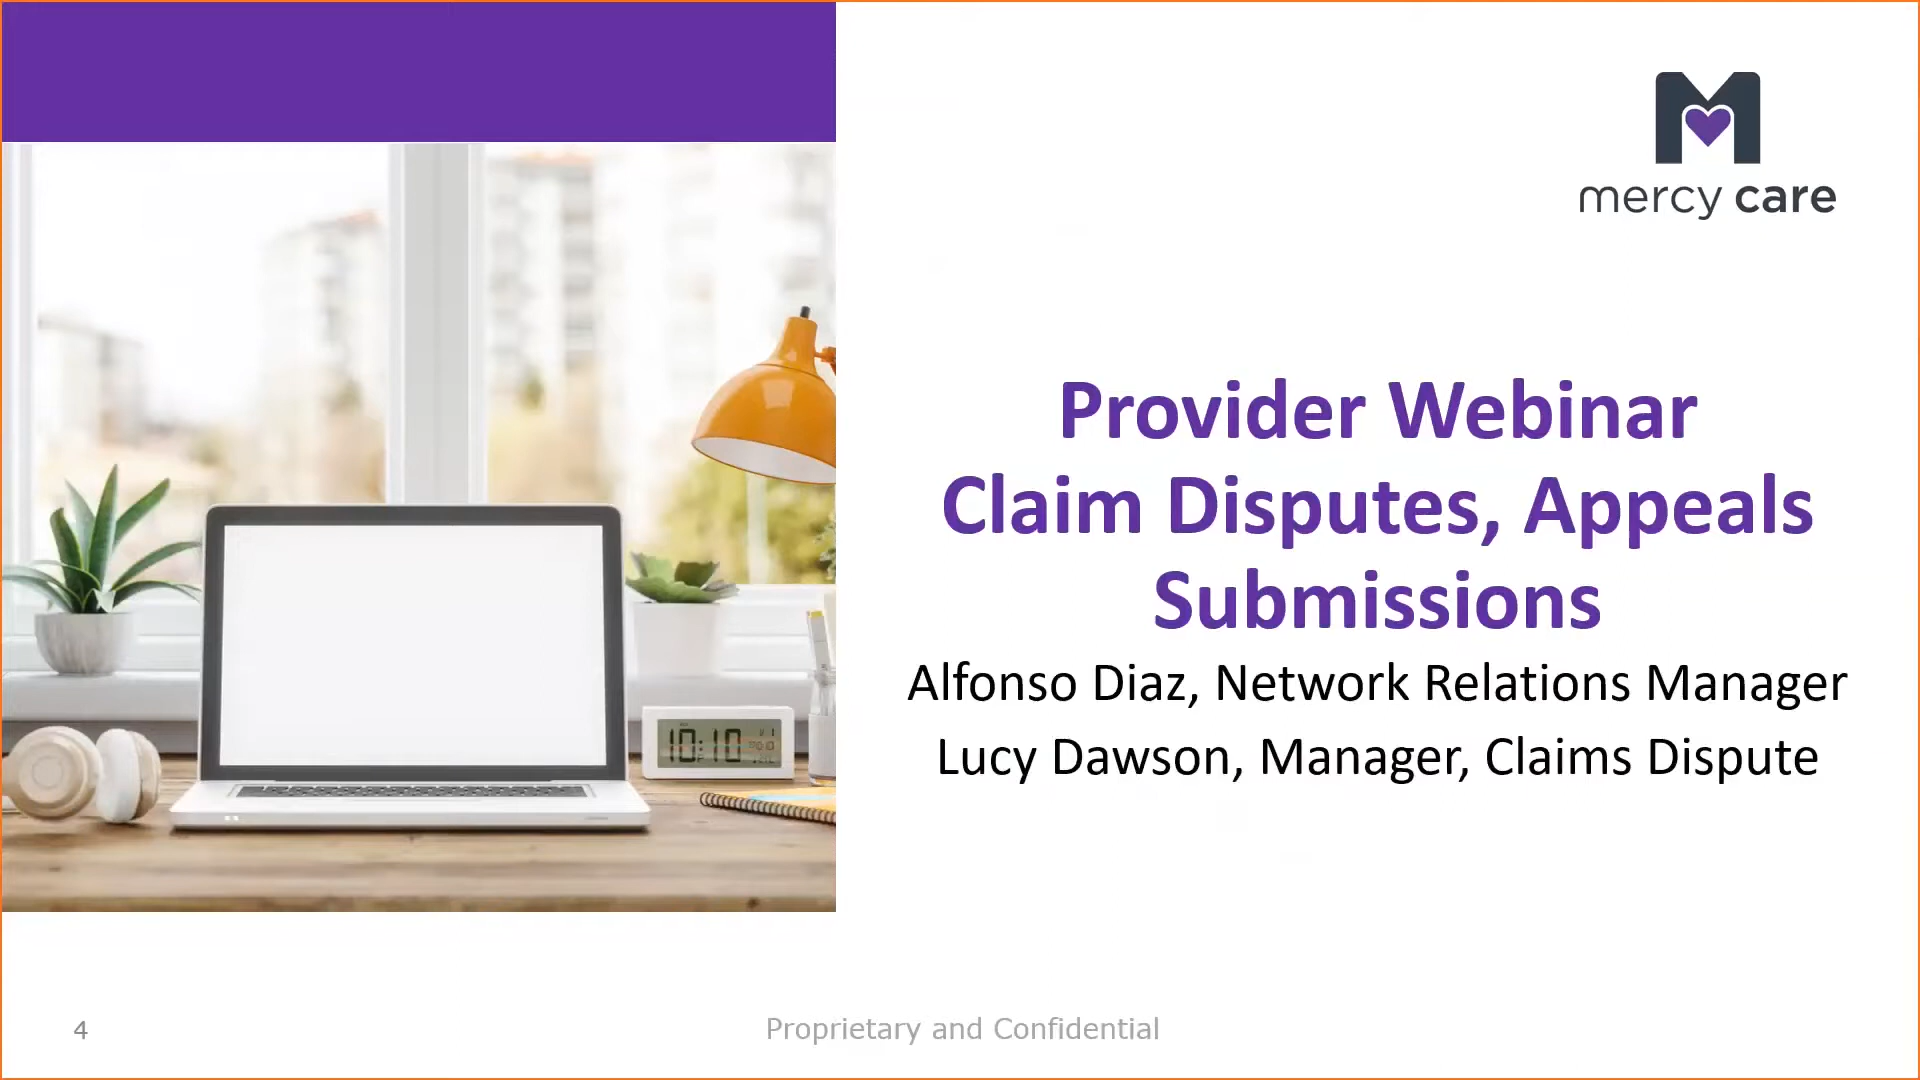 mercy care
Provider Webinar
Claim Disputes, Appeals
Submissions
Alfonso Diaz, Network Relations Manager
Lucy Dawson, Manager, Claims Dispute
10:10
4
Proprietary and Confidential